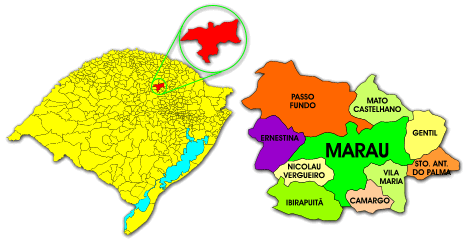 PASSO
FUNDO
MATO
CASTELHANO
GENTIL
ERNESTINA
MARAU
STO. ANT.
DO PALMA
NICOLAU
VERGUEIRO
VILA
MARIA
IBIRAPUITÃ
CAMARGO